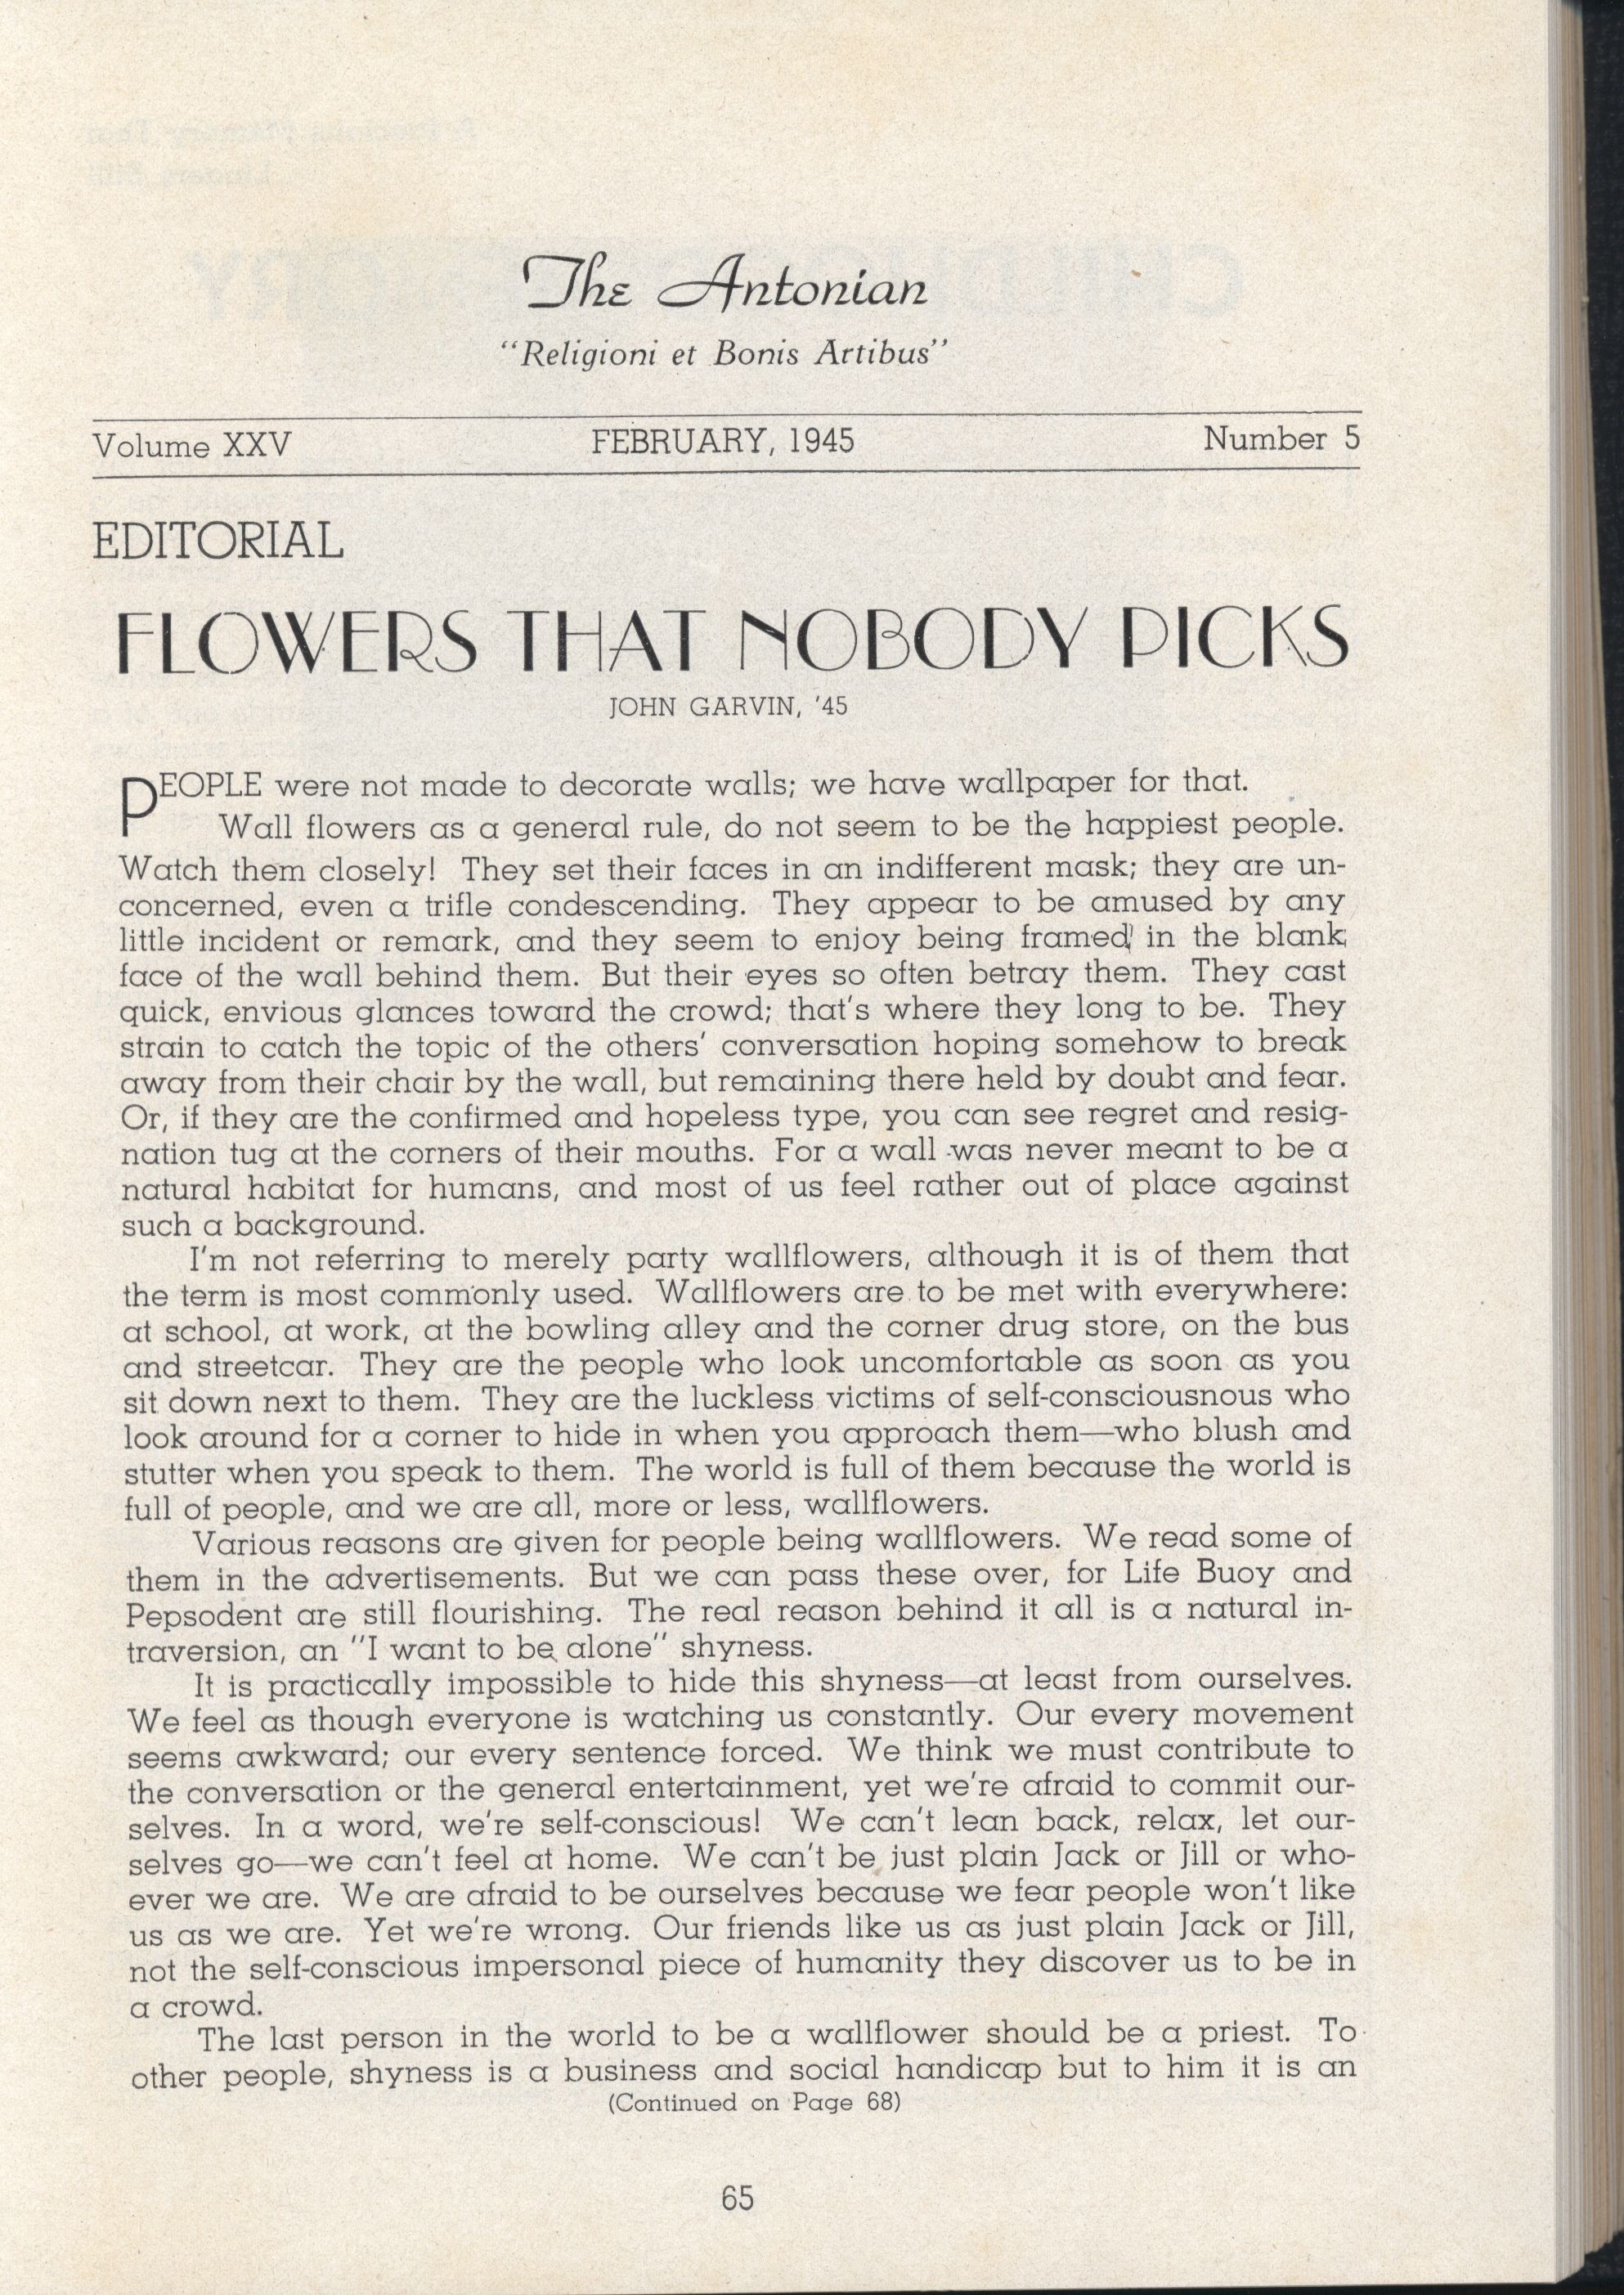 The Antonian
"Religioni et Bonis Artibus"
Volume XXV FEBRUARY, 1945 Number 5
EDITORIAL
FLOWERS THAT NOBODY PICKS
JOHN GARVIN, '45
PEOPLE were not made to decorate walls; we have wallpaper for that.
Wall flowers as a general rule, do not seem to be the happiest people.
Watch them closely! They set their faces in an indifferent mask; they are un-
concerned, even a trifle condescending. They appear to be amused by any
little incident or remark, and they seem to enjoy being framed in the blank
face of the wall behind them. But their eyes so often betray them. They cast
quick, envious glances toward the crowd; that's where they long to be. They
strain to catch the topic of the others' conversation hoping somehow to break
away from their chair by the wall, but remaining there held by doubt and fear.
Or, if they are the confirmed and hopeless type, you can see regret and resig-
nation tug at the corners of their mouths. For a wall was never meant to be a
natural habitat for humans, and most of us feel rather out of place against
such a background.
I'm not referring to merely party wallflowers, although it is of them that
the term is most commonly used. Wallflowers are to be met with everywhere:
at school, at work, at the bowling alley and the corner drug store, on the bus
and streetcar. They are the people who look uncomfortable as soon as you
sit down next to them. They are the luckless victims of self-consciousnous who
look around for a corner to hide in when you approach them—who blush and
stutter when you speak to them. The world is full of them because the world is
full of people, and we are all, more or less, wallflowers.
Various reasons are given for people being wallflowers. We read some of
them in the advertisements. But we can pass these over, for Life Buoy and
Pepsodent are still flourishing. The real reason behind it all is a natural in-
traversion, an "I want to be alone" shyness.
It is practically impossible to hide this shyness—at least from ourselves.
We feel as though everyone is watching us constantly. Our every movement
seems awkward; our every sentence forced. We think we must contribute to
the conversation or the general entertainment, yet we're afraid to commit our-
selves. In a word, we're self-conscious! We can't lean back, relax, let our-
selves go—we can't feel at home. We can't be just plain Jack or Jill or who-
ever we are. We are afraid to be ourselves because we fear people won't like
us as we are. Yet we're wrong. Our friends like us as just plain Jack or Jill,
not the self-conscious impersonal piece of humanity they discover us to be in
a crowd.
The last person in the world to be a wallflower should be a priest. To
other people, shyness is a business and social handicap but to him it is an
(Continued on Page 68)
65